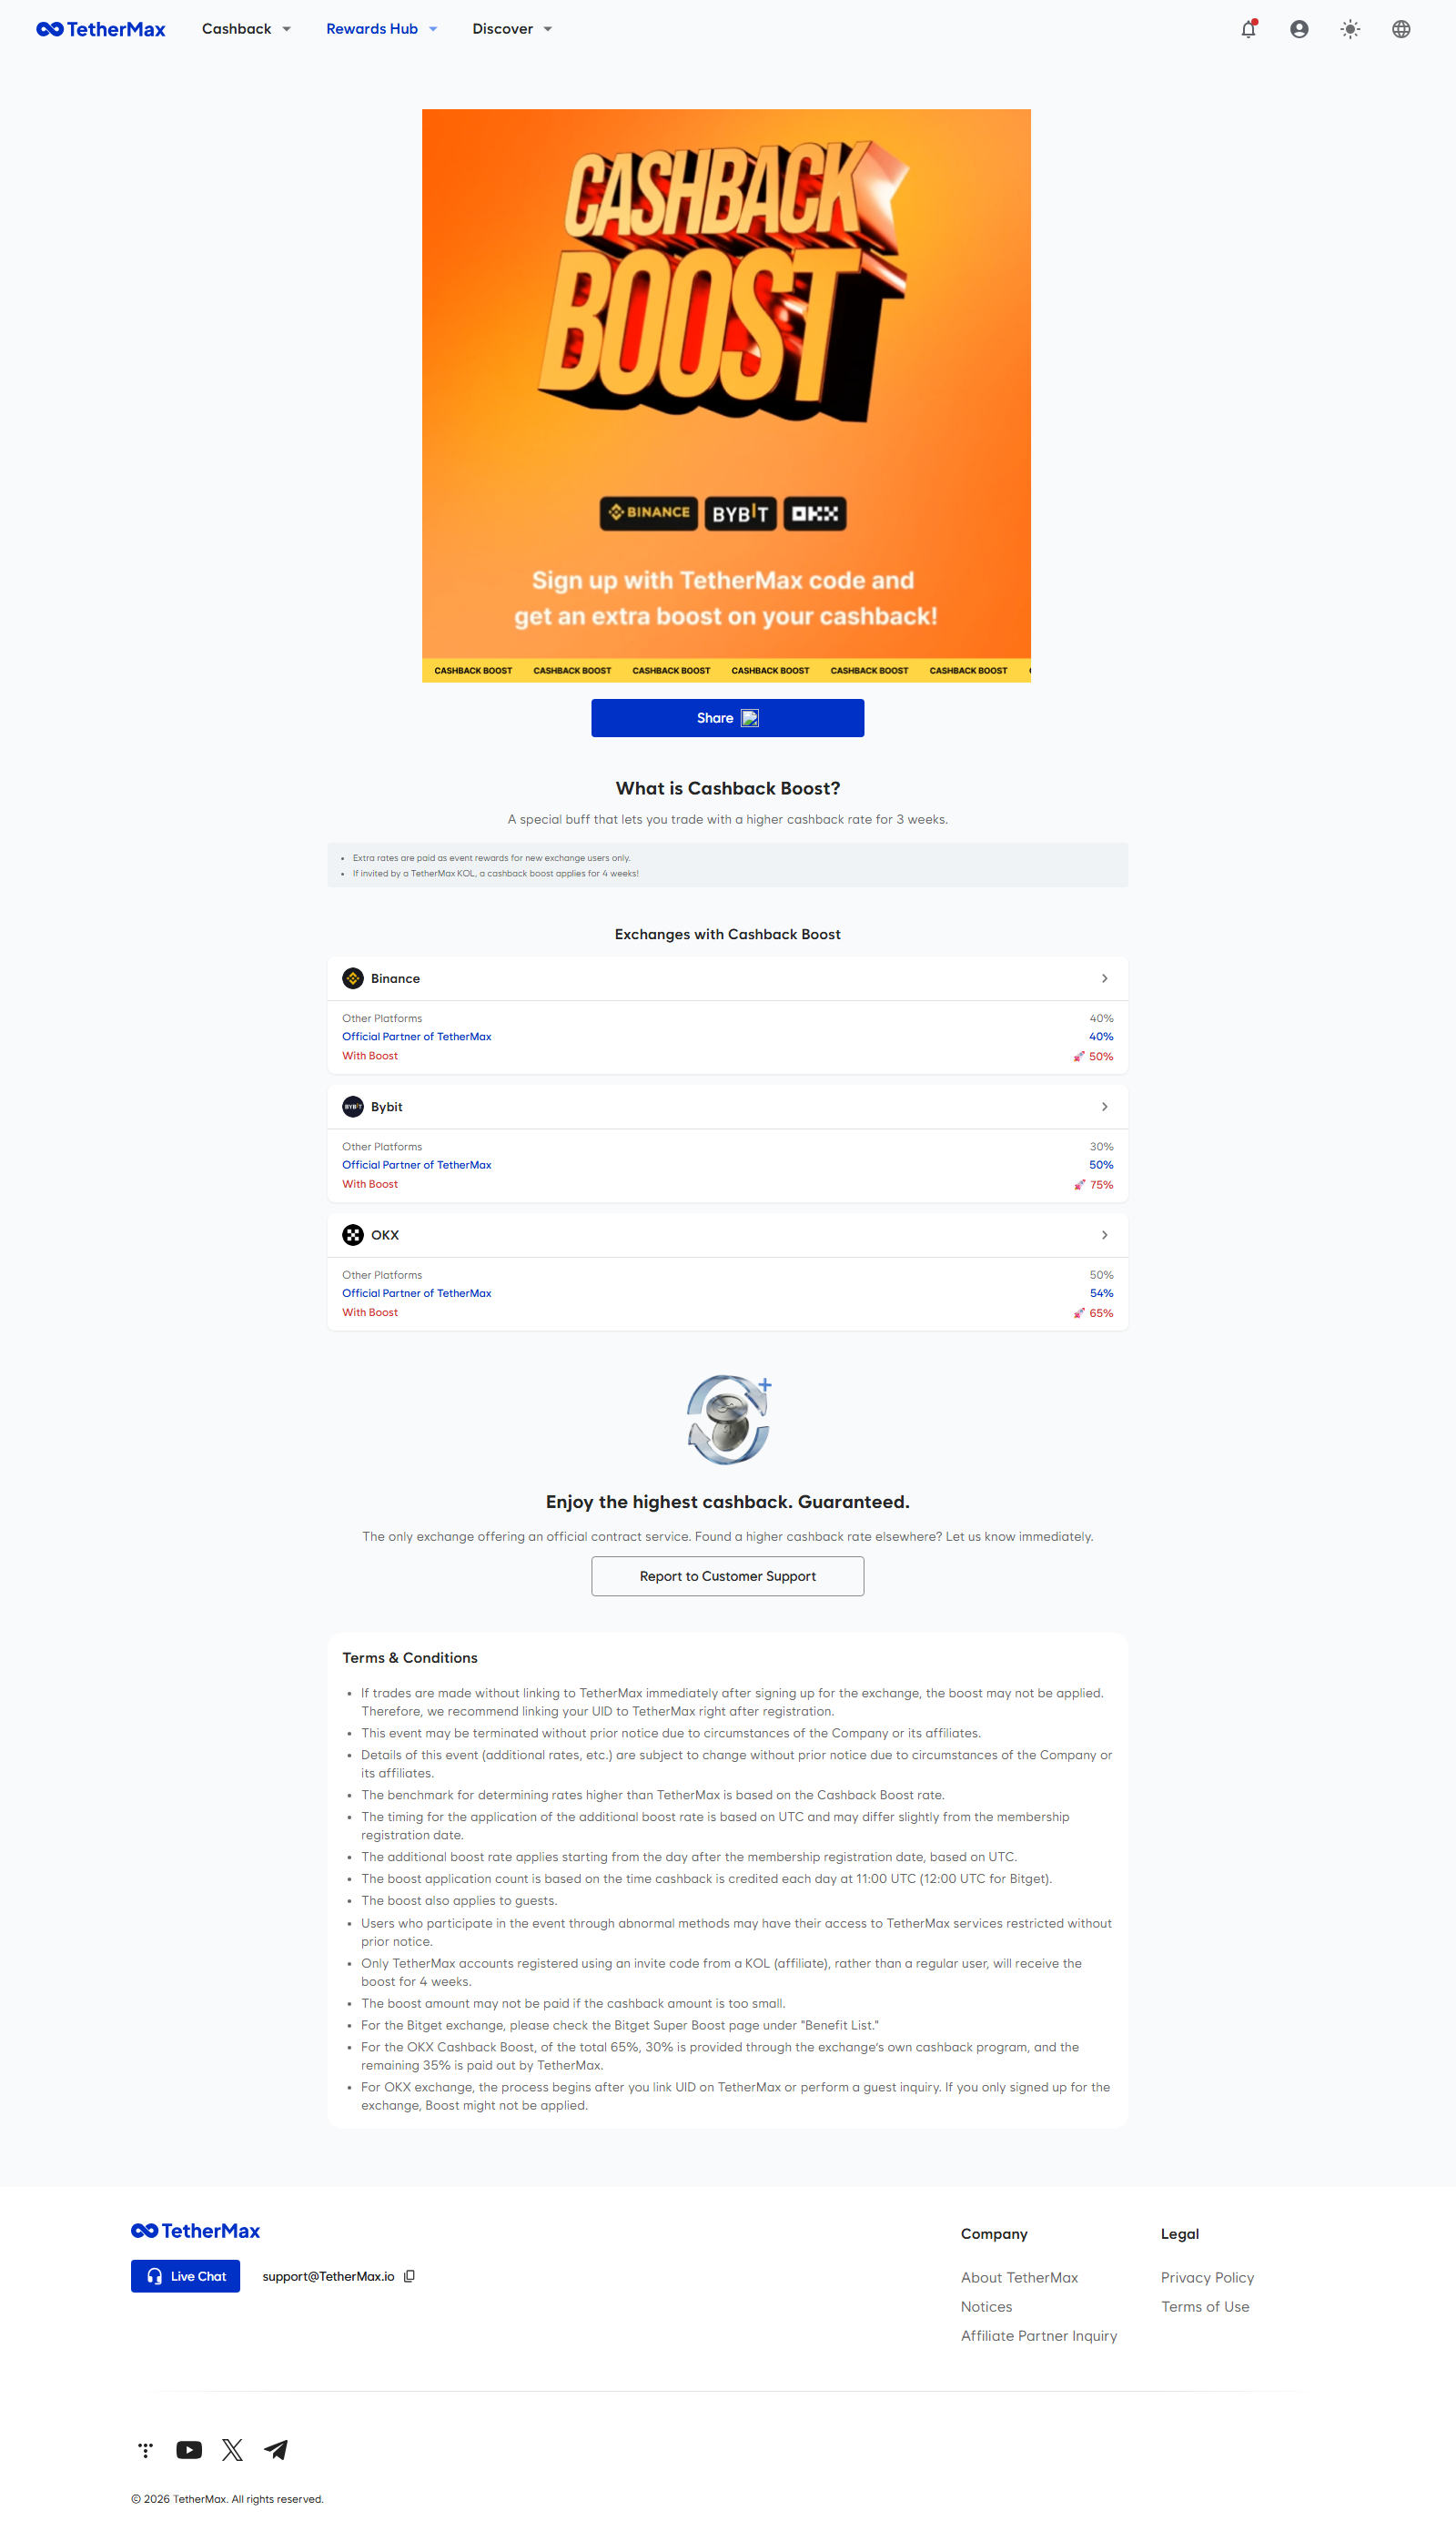 TetherMax
Cashback
Rewards Hub
Discover
CASHBACK
BOOST
BINANCE
BYBIT
OKX
Sign up with TetherMax code and
get an extra boost on your cashback!
CASHBACK BOOST CASHBACK BOOST CASHBACK BOOST CASHBACK BOOST CASHBACK BOOST CASHBACK BOOST
Share
What is Cashback Boost?
A special buff that lets you trade with a higher cashback rate for 3 weeks.
• Extra rates are paid as event rewards for new exchange users only.
• If invited by a TetherMax KOL, a cashback boost applies for 4 weeks!
Exchanges with Cashback Boost
Binance
Other Platforms 40%
Official Partner of TetherMax 40%
With Boost 🚀 50%
BYBIT Bybit
Other Platforms 30%
Official Partner of TetherMax 50%
With Boost 🚀 75%
OKX
Other Platforms 50%
Official Partner of TetherMax 54%
With Boost 🚀 65%
Enjoy the highest cashback. Guaranteed.
The only exchange offering an official contract service. Found a higher cashback rate elsewhere? Let us know immediately.
Report to Customer Support
Terms & Conditions
• If trades are made without linking to TetherMax immediately after signing up for the exchange, the boost may not be applied.
Therefore, we recommend linking your UID to TetherMax right after registration.
• This event may be terminated without prior notice due to circumstances of the Company or its affiliates.
• Details of this event (additional rates, etc.) are subject to change without prior notice due to circumstances of the Company or
its affiliates.
• The benchmark for determining rates higher than TetherMax is based on the Cashback Boost rate.
• The timing for the application of the additional boost rate is based on UTC and may differ slightly from the membership
registration date.
• The additional boost rate applies starting from the day after the membership registration date, based on UTC.
• The boost application count is based on the time cashback is credited each day at 11:00 UTC (12:00 UTC for Bitget).
• The boost also applies to guests.
• Users who participate in the event through abnormal methods may have their access to TetherMax services restricted without
prior notice.
• Only TetherMax accounts registered using an invite code from a KOL (affiliate), rather than a regular user, will receive the
boost for 4 weeks.
• The boost amount may not be paid if the cashback amount is too small.
• For the Bitget exchange, please check the Bitget Super Boost page under "Benefit List."
• For the OKX Cashback Boost, of the total 65%, 30% is provided through the exchange's own cashback program, and the
remaining 35% is paid out by TetherMax.
• For OKX exchange, the process begins after you link UID on TetherMax or perform a guest inquiry. If you only signed up for the
exchange, Boost might not be applied.
TetherMax
Live Chat
support@TetherMax.io
Company
About TetherMax
Notices
Affiliate Partner Inquiry
Legal
Privacy Policy
Terms of Use
© 2026 TetherMax. All rights reserved.